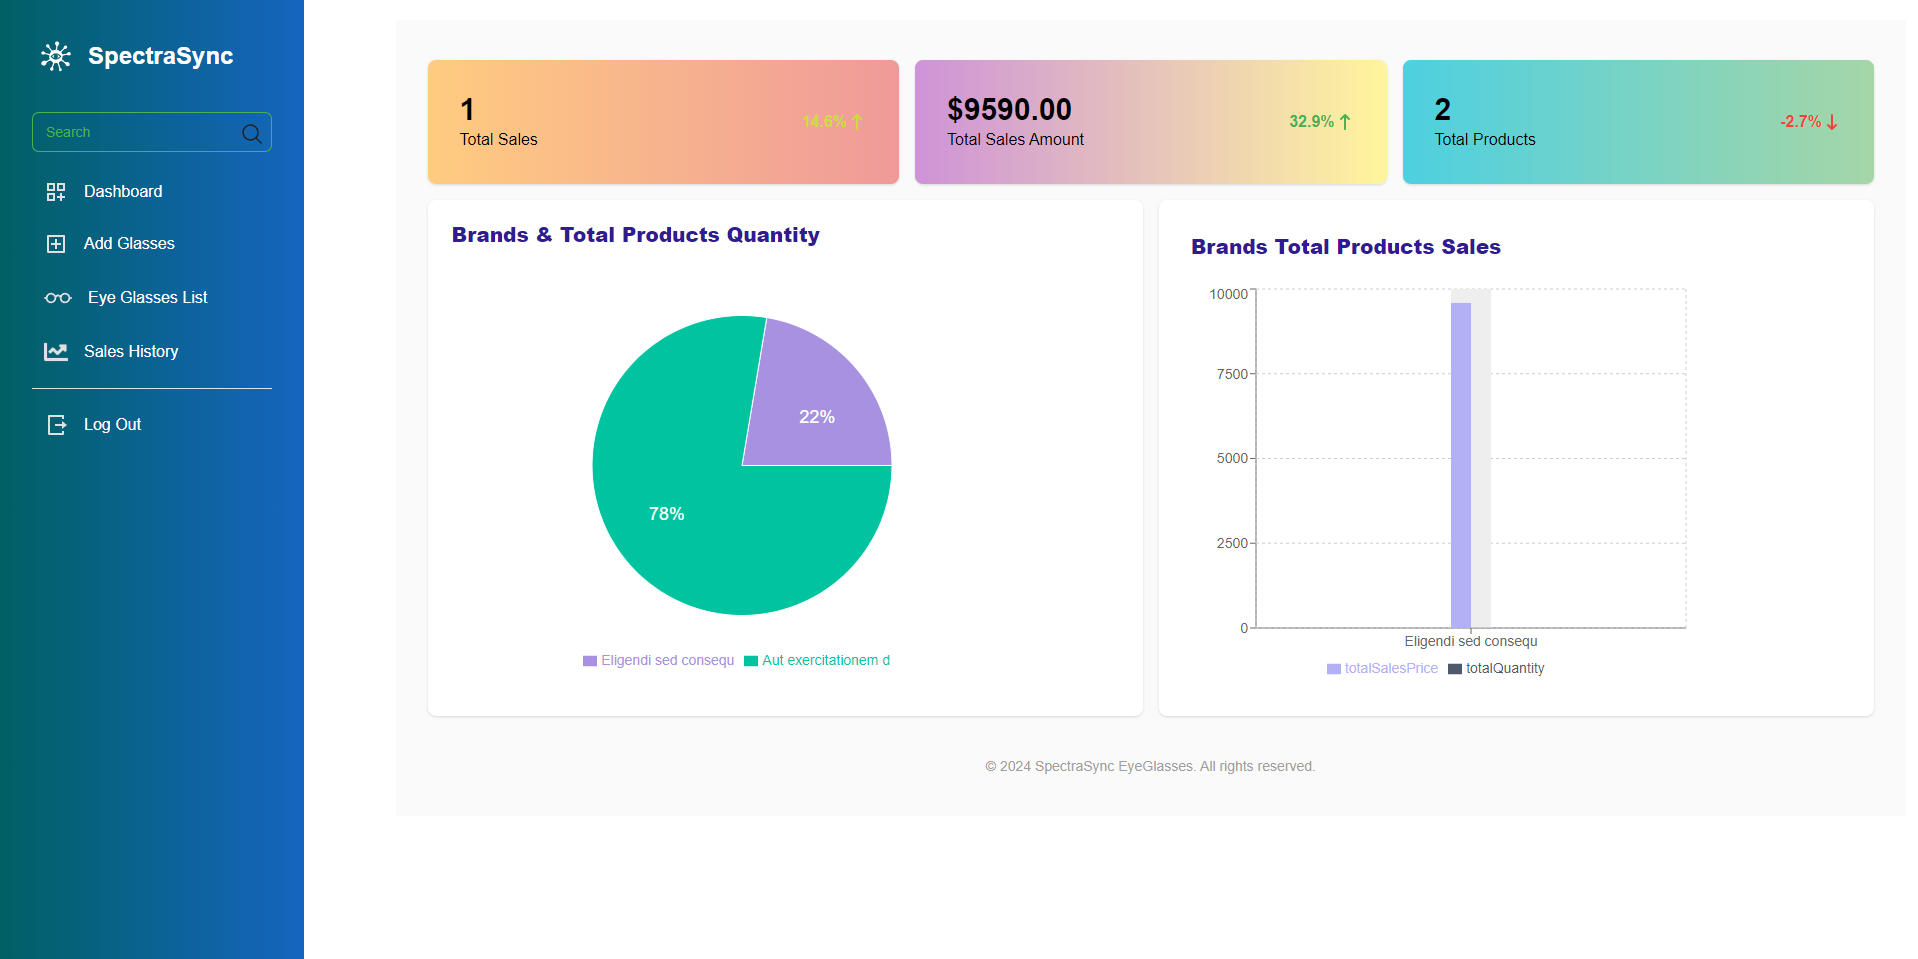 SpectraSync
Search
Dashboard
Add Glasses
Eye Glasses List
Sales History
Log Out
1
Total Sales
14.6%
$9590.00
Total Sales Amount
32.9%
2
Total Products
-2.7%
Brands & Total Products Quantity
22%
78%
Eligendi sed consequ
Aut exercitationem d
Brands Total Products Sales
10000
7500
5000
2500
0
Eligendi sed consequ
totalSalesPrice
totalQuantity
© 2024 SpectraSync EyeGlasses. All rights reserved.